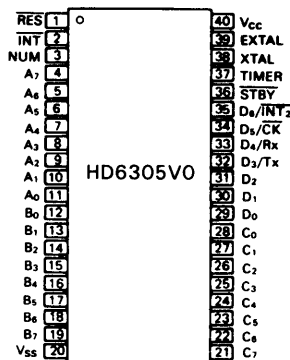 RES 1 40 Vcc
INT 2 39 EXTAL
NUM 3 38 XTAL
A7 4 37 TIMER
A6 5 36 STBY
A5 6 35 D6/INT2
A4 7 34 D5/CK
A3 8 33 D4/Rx
A2 9 32 D3/Tx
A1 10 31 D2
HD6305V0
A0 11 30 D1
B0 12 29 D0
B1 13 28 C0
B2 14 27 C1
B3 15 26 C2
B4 16 25 C3
B5 17 24 C4
B6 18 23 C5
B7 19 22 C6
Vss 20 21 C7